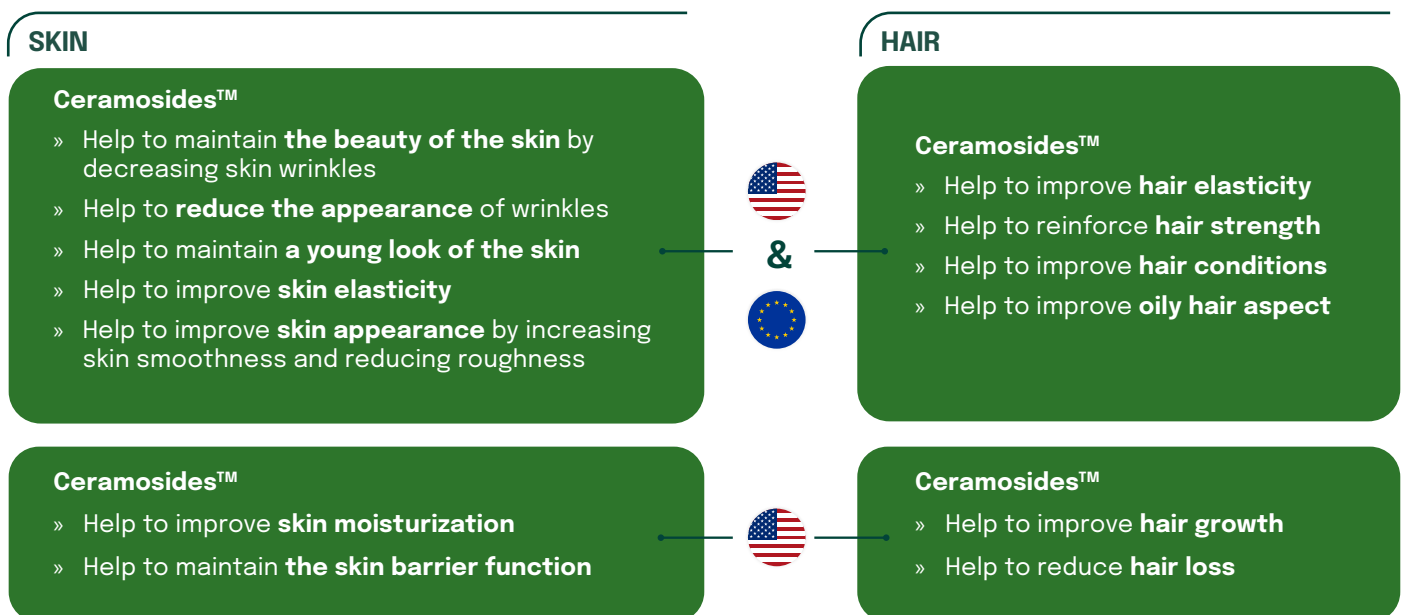 SKIN
Ceramosides™
» Help to maintain the beauty of the skin by
decreasing skin wrinkles
» Help to reduce the appearance of wrinkles
» Help to maintain a young look of the skin
» Help to improve skin elasticity
» Help to improve skin appearance by increasing
skin smoothness and reducing roughness
&
HAIR
Ceramosides™
» Help to improve hair elasticity
» Help to reinforce hair strength
» Help to improve hair conditions
» Help to improve oily hair aspect
Ceramosides™
» Help to improve skin moisturization
» Help to maintain the skin barrier function
Ceramosides™
» Help to improve hair growth
» Help to reduce hair loss